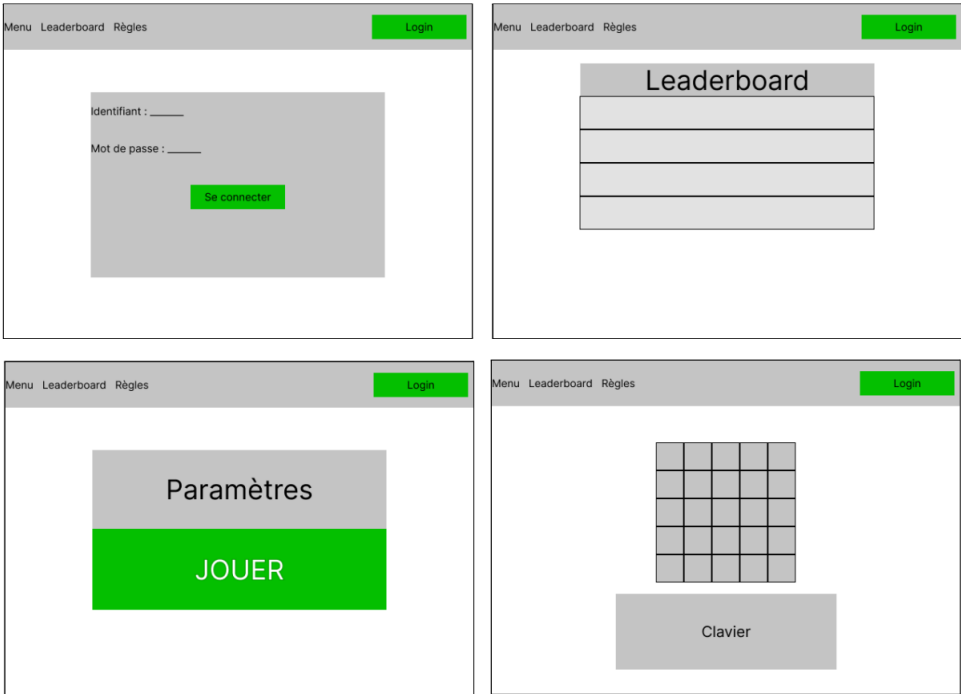 Menu Leaderboard Règles Login
Identifiant : ______
Mot de passe : ______
Se connecter
Menu Leaderboard Règles Login
Leaderboard
Menu Leaderboard Règles Login
Paramètres
JOUER
Menu Leaderboard Règles Login
Clavier